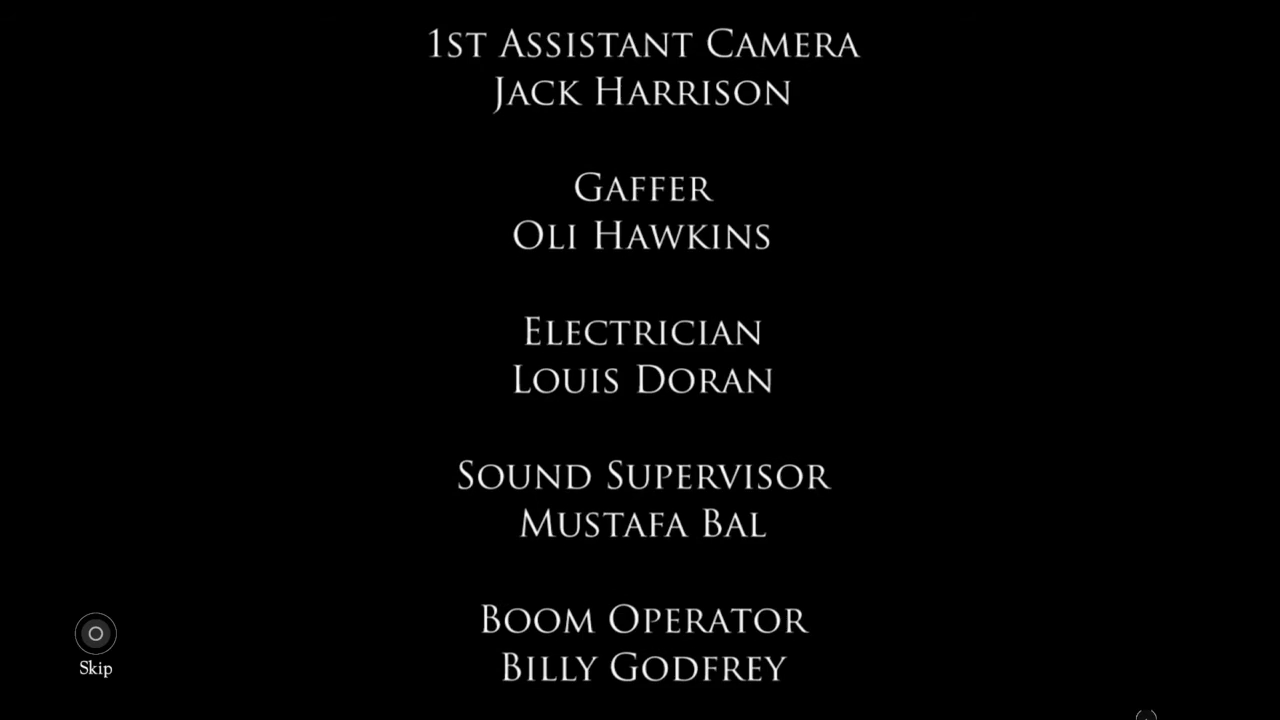 1st Assistant Camera
Jack Harrison
Gaffer
Oli Hawkins
Electrician
Louis Doran
Sound Supervisor
Mustafa Bal
Boom Operator
Billy Godfrey
Skip